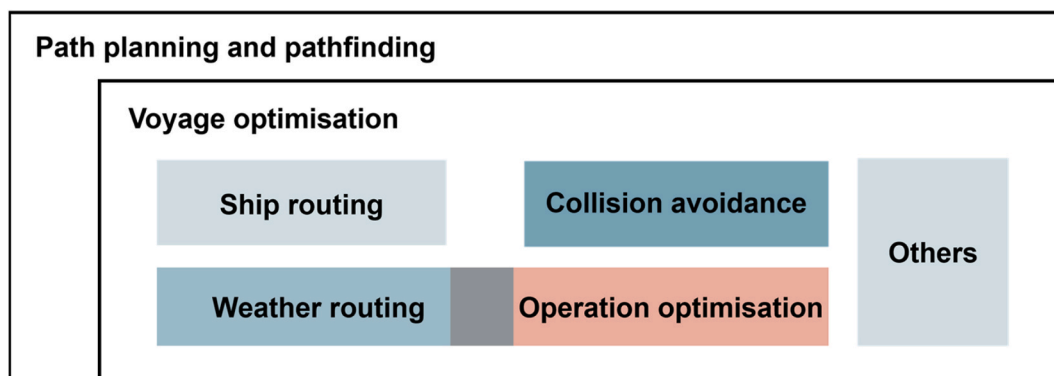 Path planning and pathfinding
Voyage optimisation
Ship routing
Collision avoidance
Others
Weather routing
Operation optimisation